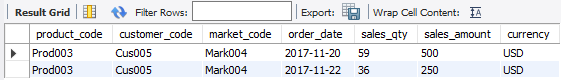 Result Grid Filter Rows: Export: Wrap Cell Content: IA
product_code customer_code market_code order_date sales_qty sales_amount currency
Prod003 Cus005 Mark004 2017-11-20 59 500 USD
Prod003 Cus005 Mark004 2017-11-22 36 250 USD